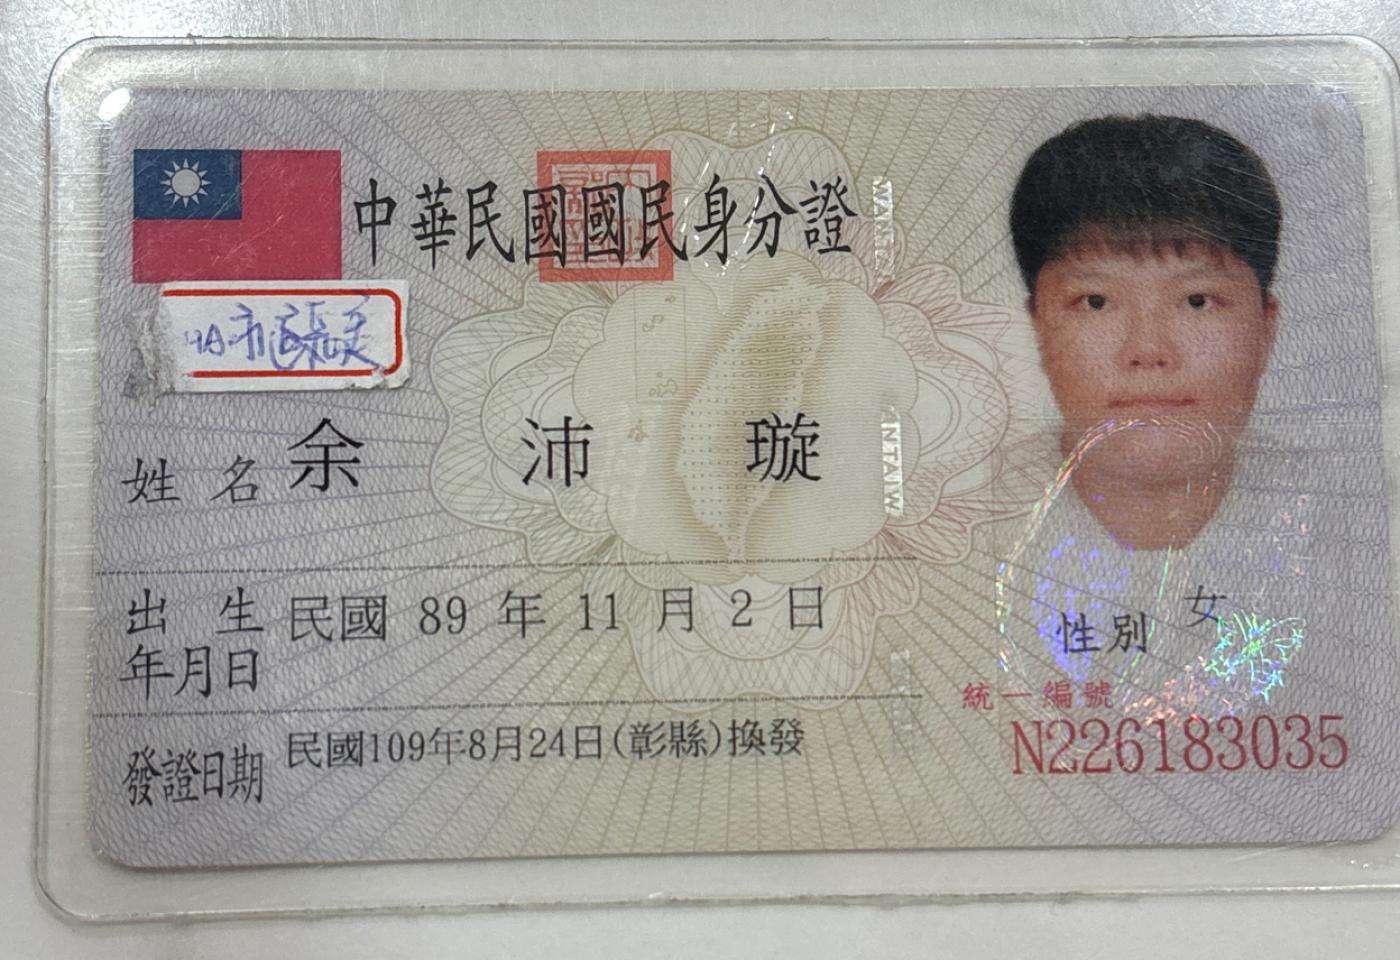 中華民國國民身分證
姓名 余沛璇
出生年月日 民國 89 年 11 月 2 日
性別 女
發證日期 民國109年8月24日(彰縣)換發
統一編號
N226183035